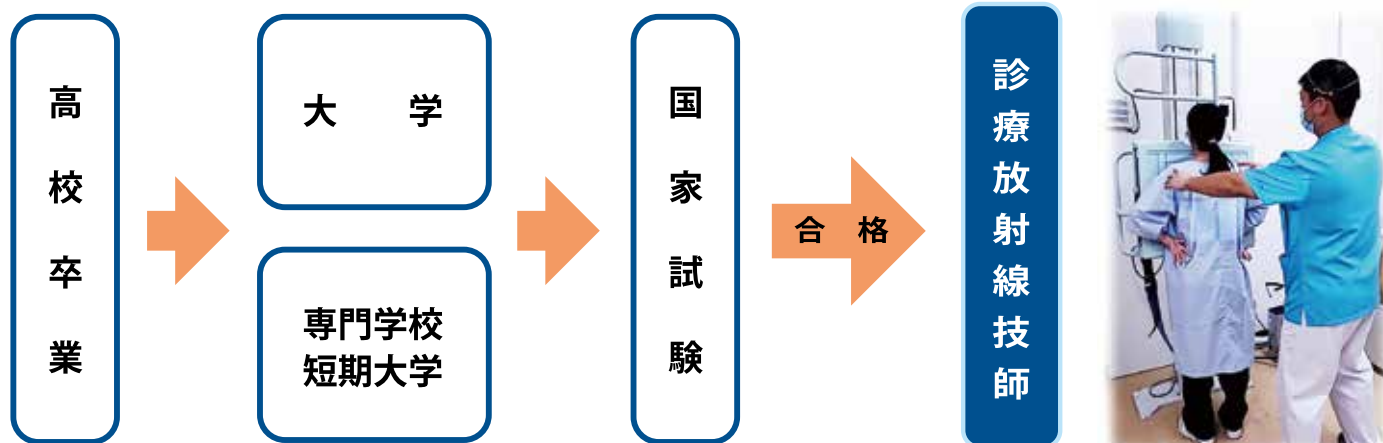 高校卒業
大学
専門学校
短期大学
国家試験
合格
診療放射線技師